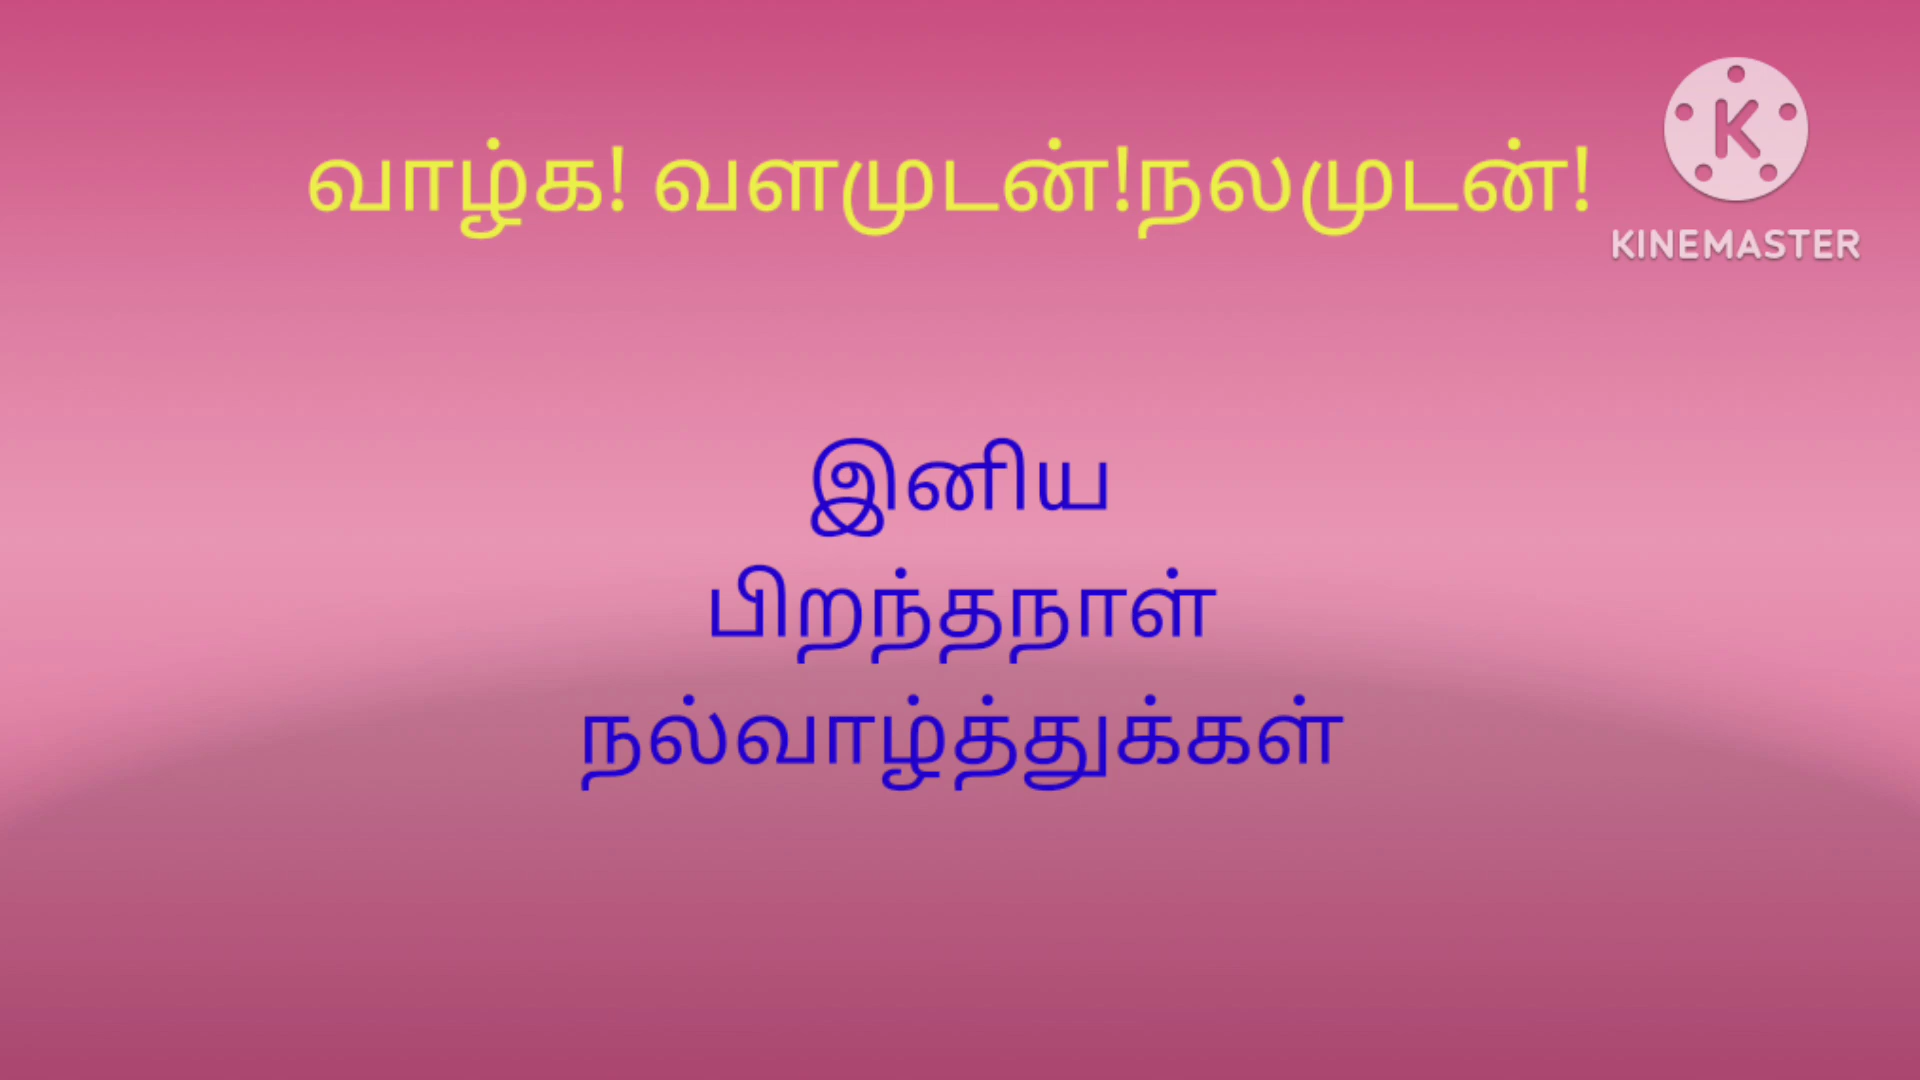 வாழ்க! வளமுடன்!நலமுடன்!
K
KINEMASTER
இனிய
பிறந்தநாள்
நல்வாழ்த்துக்கள்